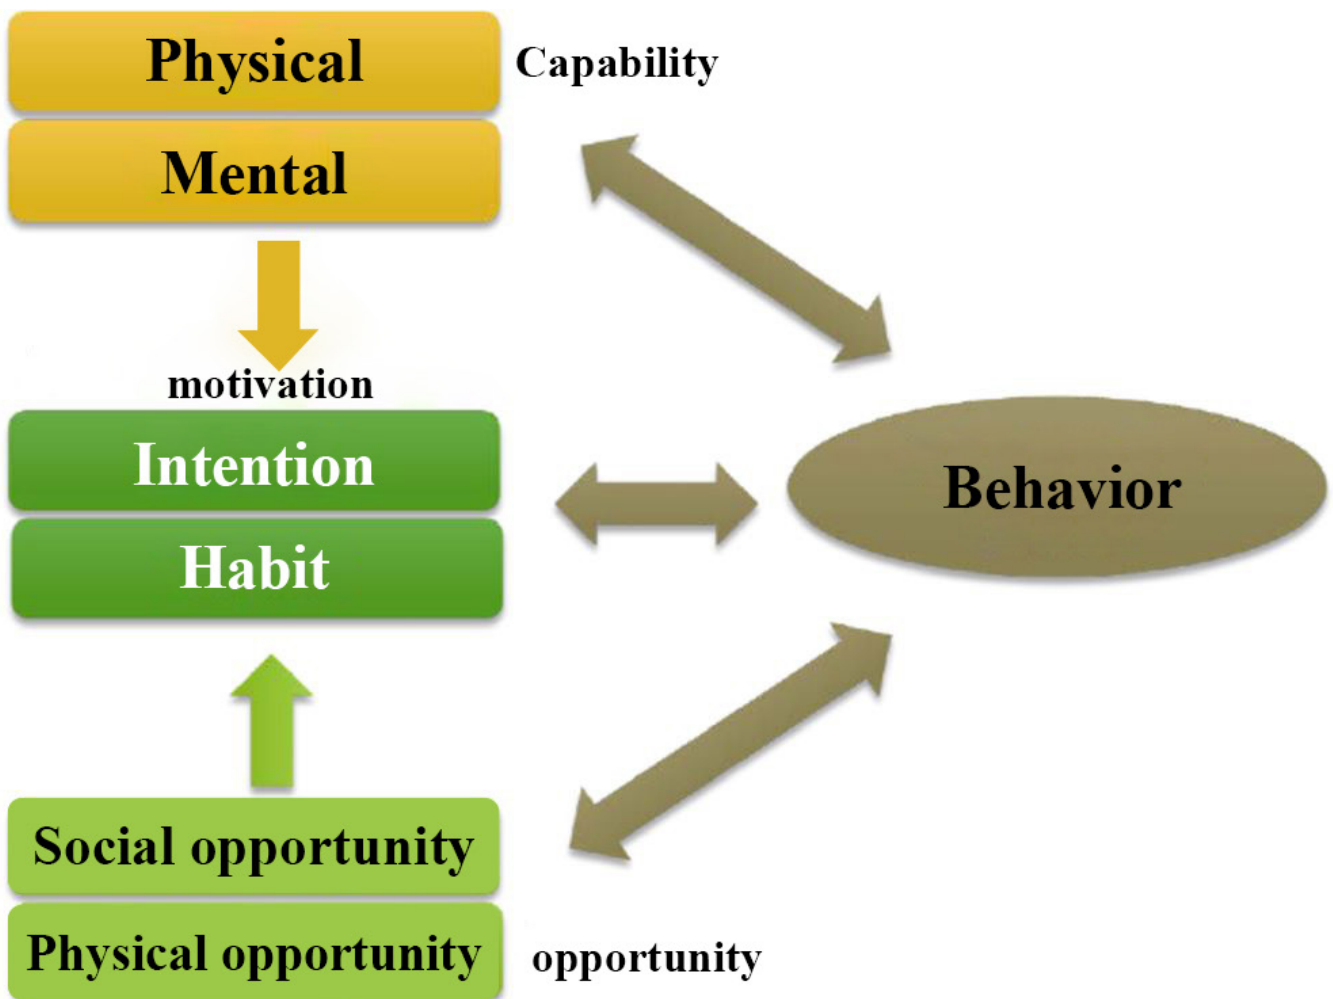 Physical
Capability
Mental
motivation
Intention
Habit
Behavior
Social opportunity
Physical opportunity
opportunity